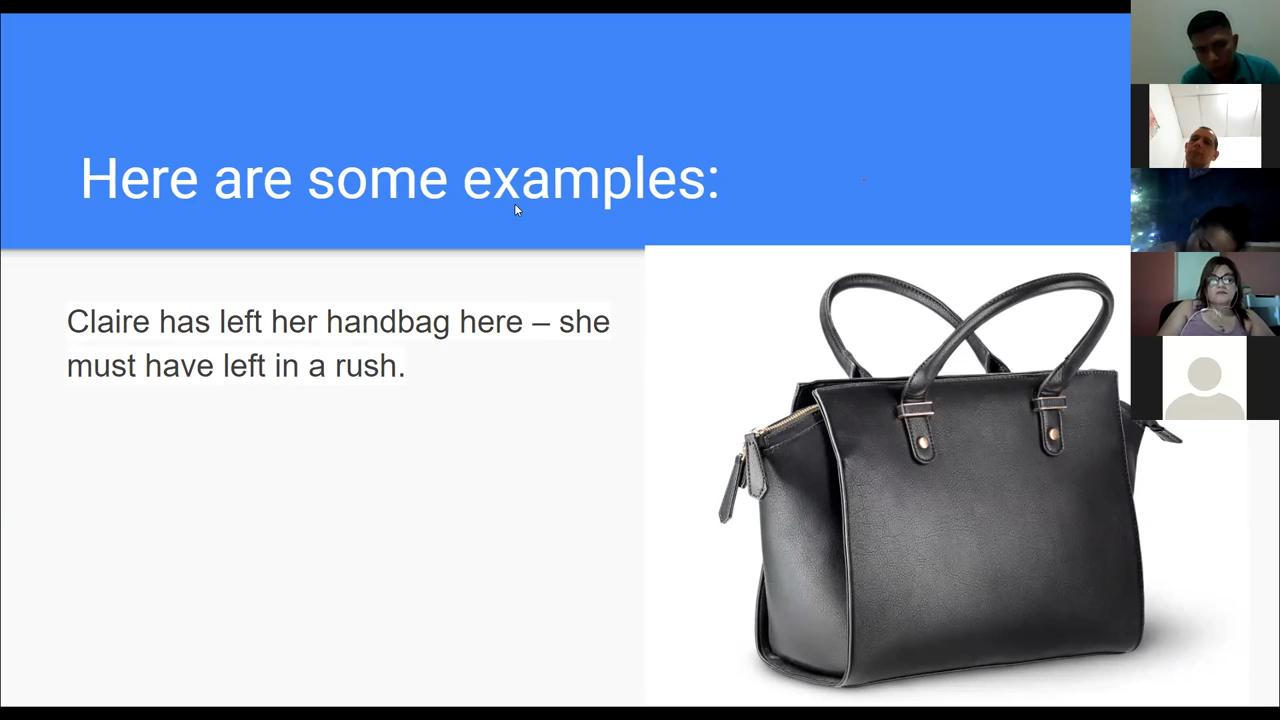 Here are some examples:
Claire has left her handbag here – she
must have left in a rush.